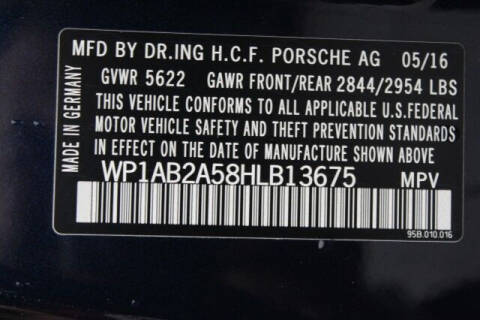 MFD BY DR.ING H.C.F. PORSCHE AG 05/16
GVWR 5622 GAWR FRONT/REAR 2844/2954 LBS
THIS VEHICLE CONFORMS TO ALL APPLICABLE U.S.FEDERAL
MOTOR VEHICLE SAFETY AND THEFT PREVENTION STANDARDS
IN EFFECT ON THE DATE OF MANUFACTURE SHOWN ABOVE.
WP1AB2A58HLB13675 MPV
95B.010.016
MADE IN GERMANY